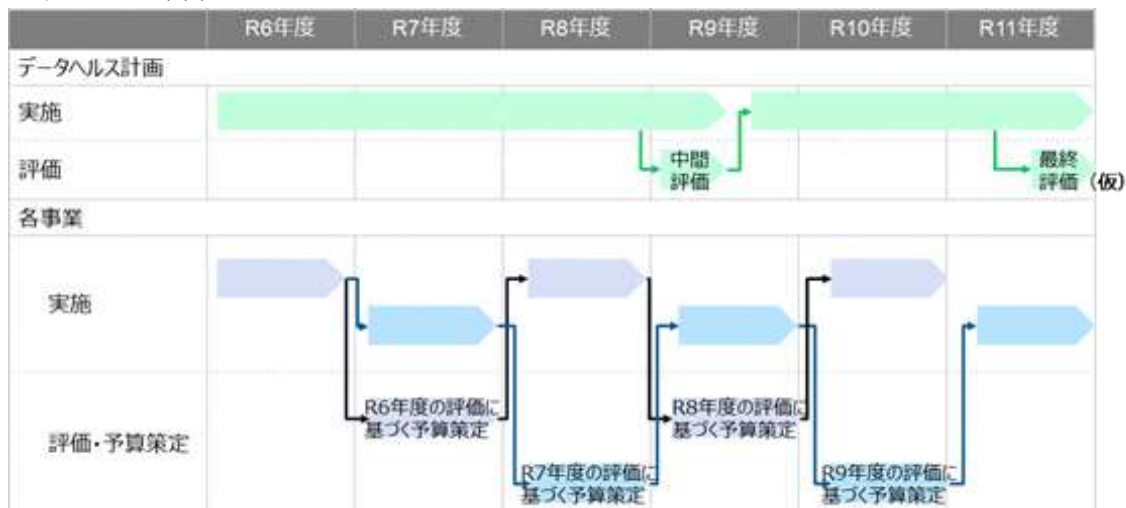 R6年度 R7年度 R8年度 R9年度 R10年度 R11年度
データヘルス計画
実施
評価
中間
評価
最終
評価 (仮)
各事業
実施
評価・予算策定
R6年度の評価に
基づく予算策定
R8年度の評価に
基づく予算策定
R7年度の評価に
基づく予算策定
R9年度の評価に
基づく予算策定